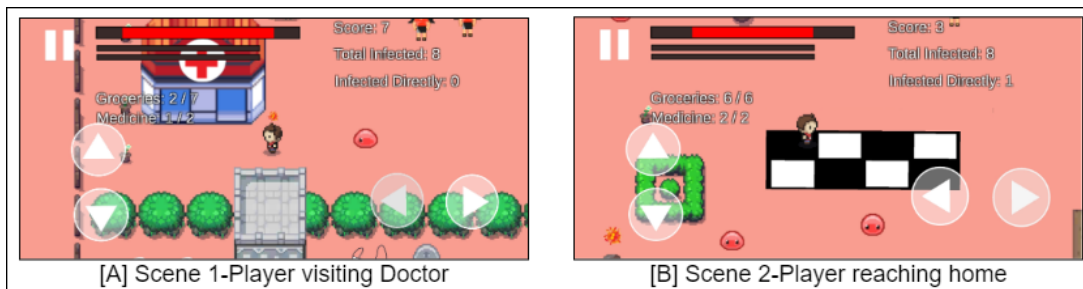 Score: 7
Total Infected: 8
Infected Directly: 0
Groceries: 2 / 7
Medicine: 1 / 2
[A] Scene 1-Player visiting Doctor
Score: 3
Total Infected: 8
Infected Directly: 1
Groceries: 6 / 6
Medicine: 2 / 2
[B] Scene 2-Player reaching home